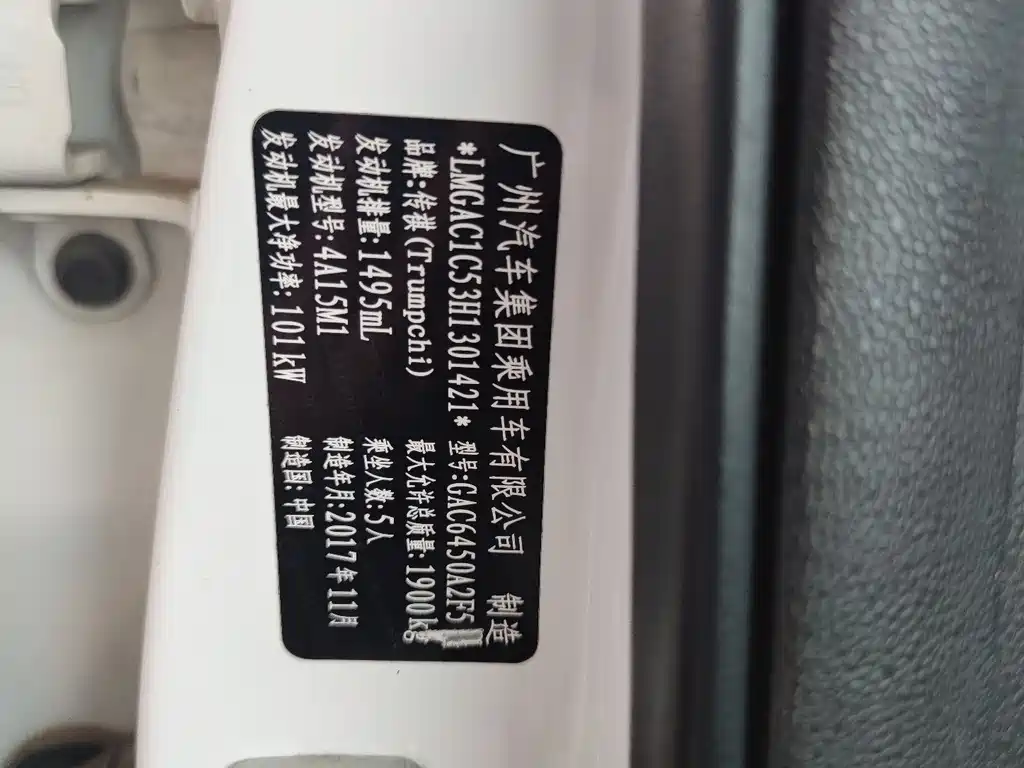 广州汽车集团乘用车有限公司 制造
*LMGAC1C53H1301421* 型号:GAC6450A2F5
品牌:传祺(Trumpchi) 最大允许总质量:1900kg
发动机排量:1495mL 乘坐人数:5人
发动机型号:4A15M1 制造年月:2017年11月
发动机最大净功率:101kW 制造国:中国